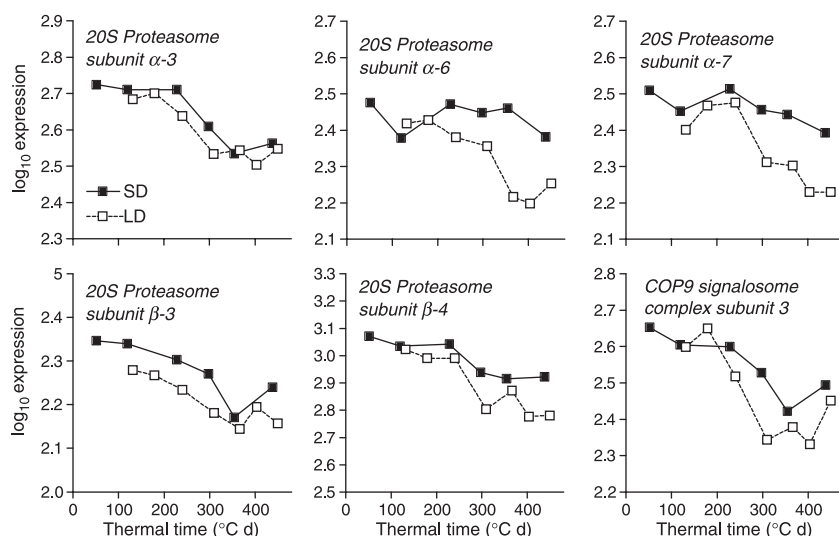 20S Proteasome
subunit α-3
20S Proteasome
subunit α-6
20S Proteasome
subunit α-7
log10 expression
2.9
2.8
2.7
2.6
2.5
2.4
2.3
SD
LD
2.7
2.6
2.5
2.4
2.3
2.2
2.1
2.7
2.6
2.5
2.4
2.3
2.2
2.1
20S Proteasome
subunit β-3
20S Proteasome
subunit β-4
COP9 signalosome
complex subunit 3
log10 expression
5
2.4
2.3
2.2
2.1
2.0
3.3
3.2
3.1
3.0
2.9
2.8
2.7
2.6
2.5
2.8
2.7
2.6
2.5
2.4
2.3
2.2
0 100 200 300 400
Thermal time (°C d)
0 100 200 300 400
Thermal time (°C d)
0 100 200 300 400
Thermal time (°C d)